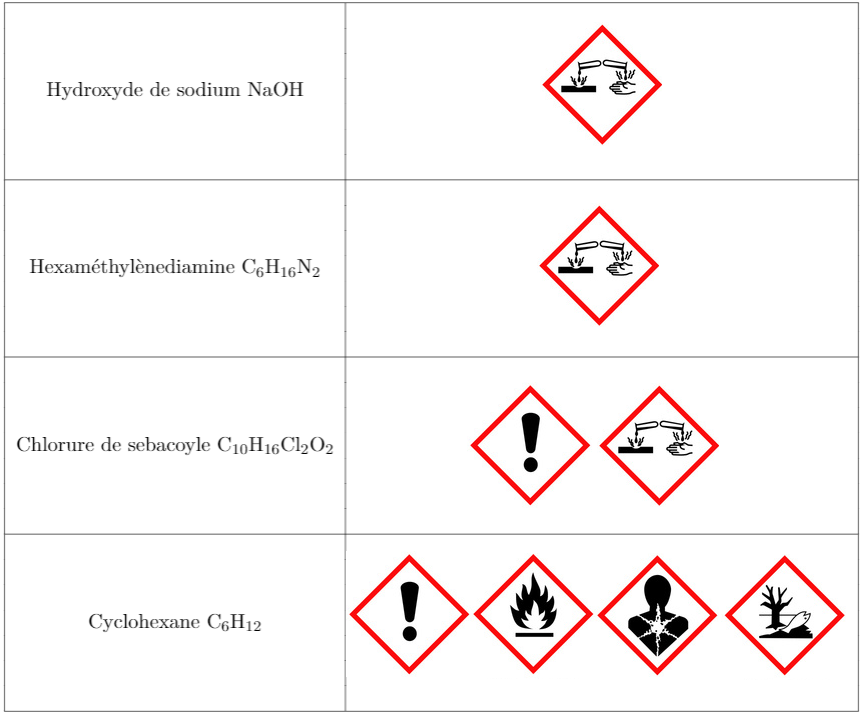 Hydroxyde de sodium NaOH
Hexaméthylènediamine C₆H₁₆N₂
Chlorure de sebacoyle C₁₀H₁₆Cl₂O₂
Cyclohexane C₆H₁₂